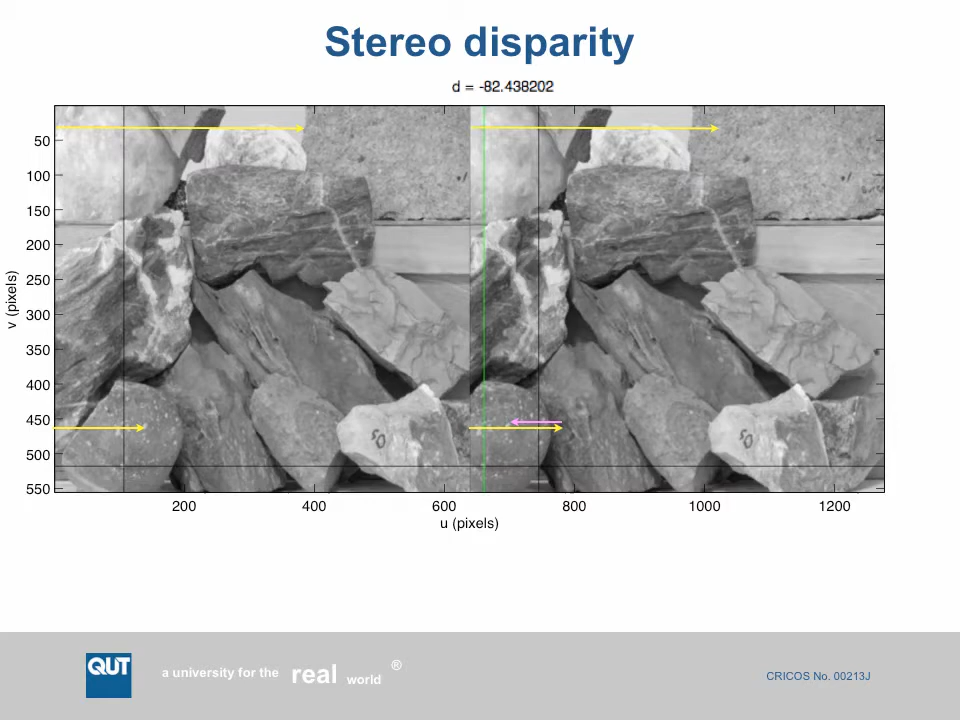 Stereo disparity
d = -82.438202
50
100
150
200
250
300
350
400
450
500
550
v (pixels)
50
50
200
400
600
800
1000
1200
u (pixels)
QUT
a university for the real world ®
CRICOS No. 00213J